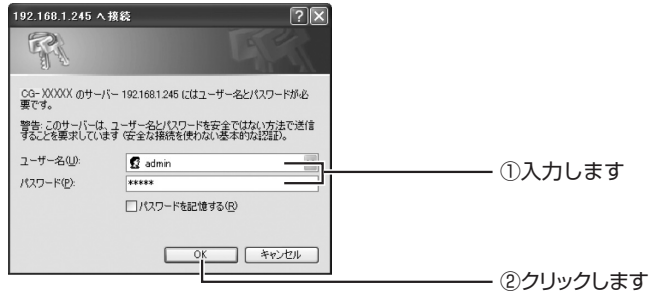 192.168.1.245 へ接続
CG-XXXXX のサーバー 192.168.1.245 にはユーザー名とパスワードが必
要です。
警告: このサーバーは、ユーザー名とパスワードを安全ではない方法で送信
することを要求しています (安全な接続を使わない基本的な認証)。
ユーザー名(U):
admin
①入力します
パスワード(P):
*****
パスワードを記憶する(R)
OK
キャンセル
②クリックします